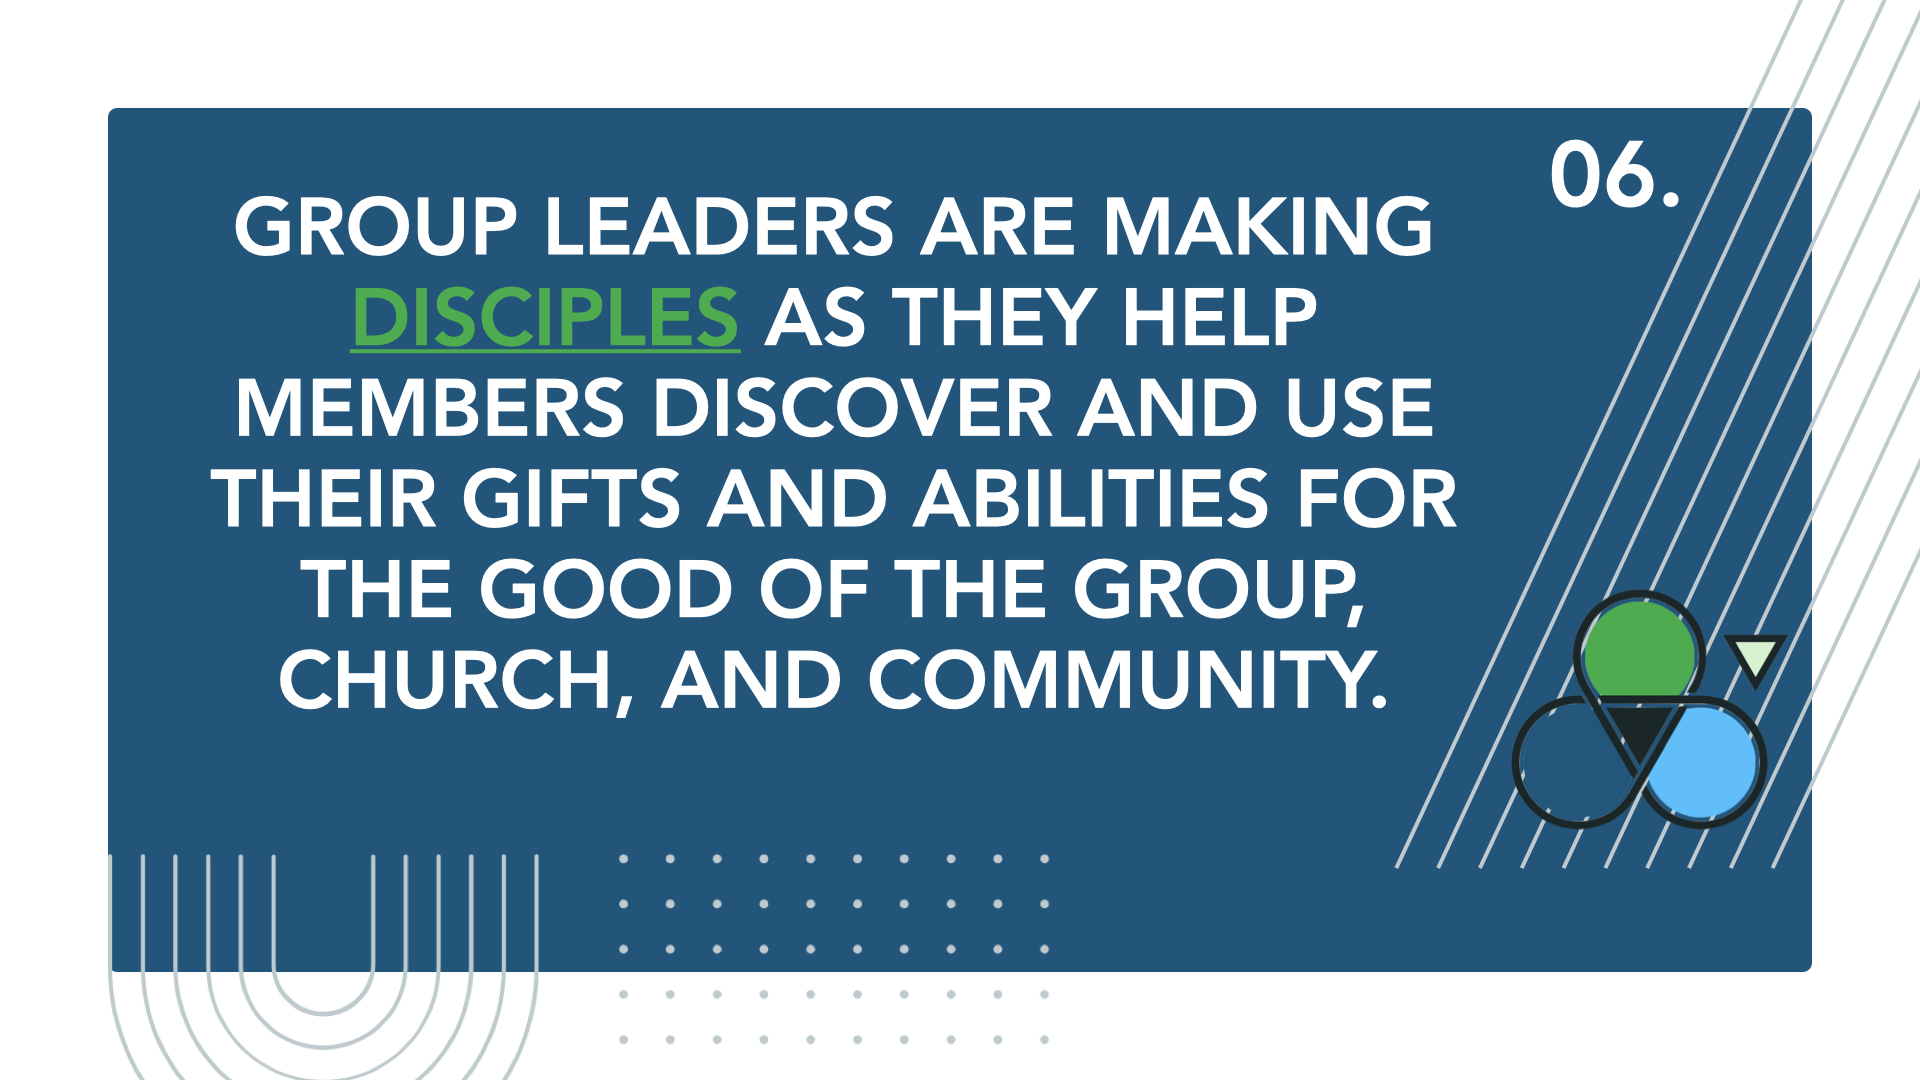 06.
GROUP LEADERS ARE MAKING
DISCIPLES AS THEY HELP
MEMBERS DISCOVER AND USE
THEIR GIFTS AND ABILITIES FOR
THE GOOD OF THE GROUP,
CHURCH, AND COMMUNITY.